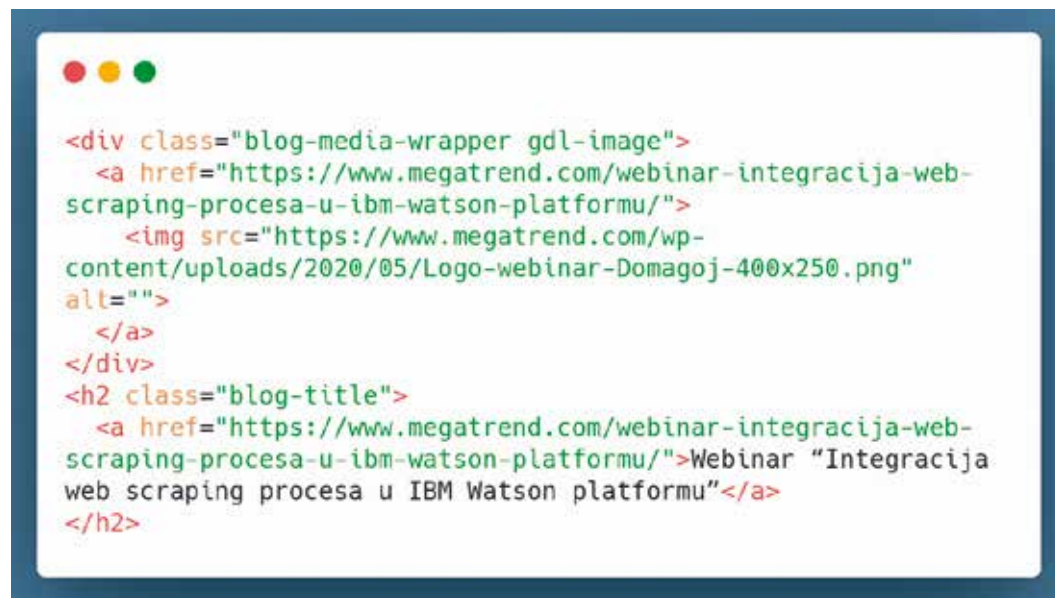 <div class="blog-media-wrapper gdl-image">
  <a href="https://www.megatrend.com/webinar-integracija-web-
scraping-procesa-u-ibm-watson-platformu/">
    <img src="https://www.megatrend.com/wp-
content/uploads/2020/05/Logo-webinar-Domagoj-400x250.png"
alt="">
  </a>
</div>
<h2 class="blog-title">
  <a href="https://www.megatrend.com/webinar-integracija-web-
scraping-procesa-u-ibm-watson-platformu/">Webinar “Integracija
web scraping procesa u IBM Watson platformu”</a>
</h2>